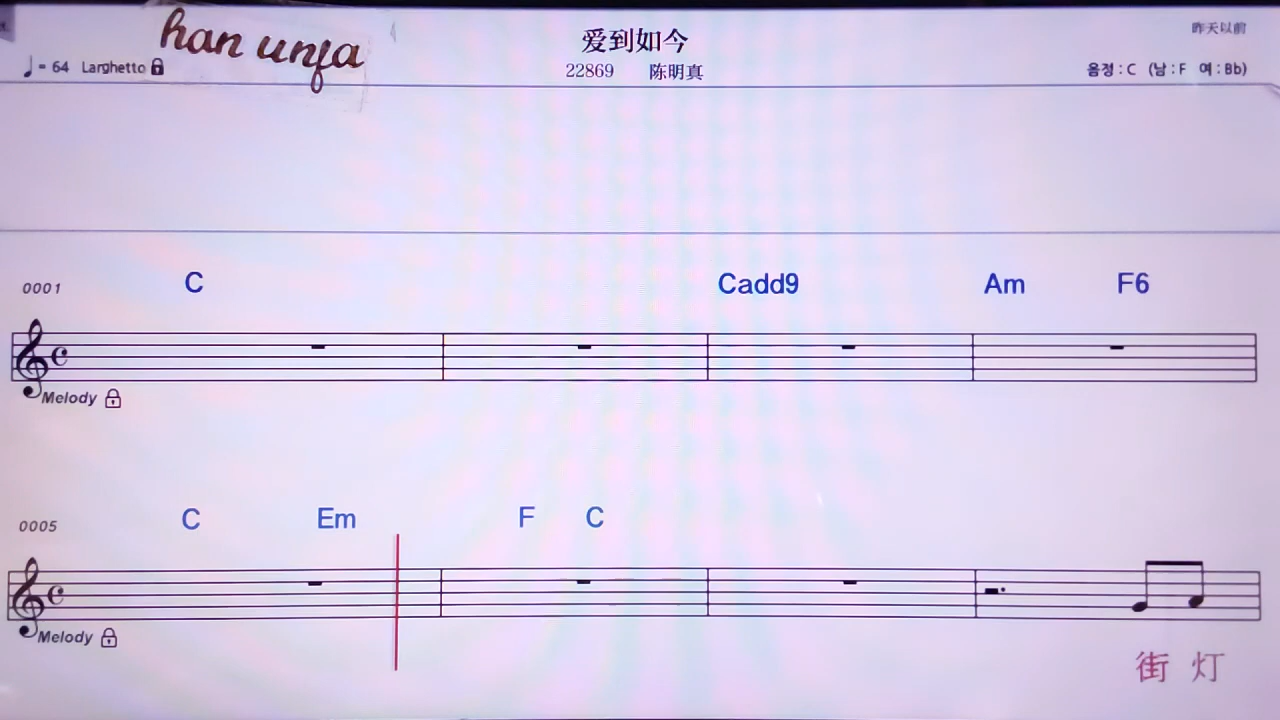 han unfa
爱到如今
昨天以前
♩= 64 Larghetto
22869 陈明真
음정 : C (남 : F 여 : Bb)
0001 C Cadd9 Am F6
Melody
0005 C Em F C
Melody
街 灯